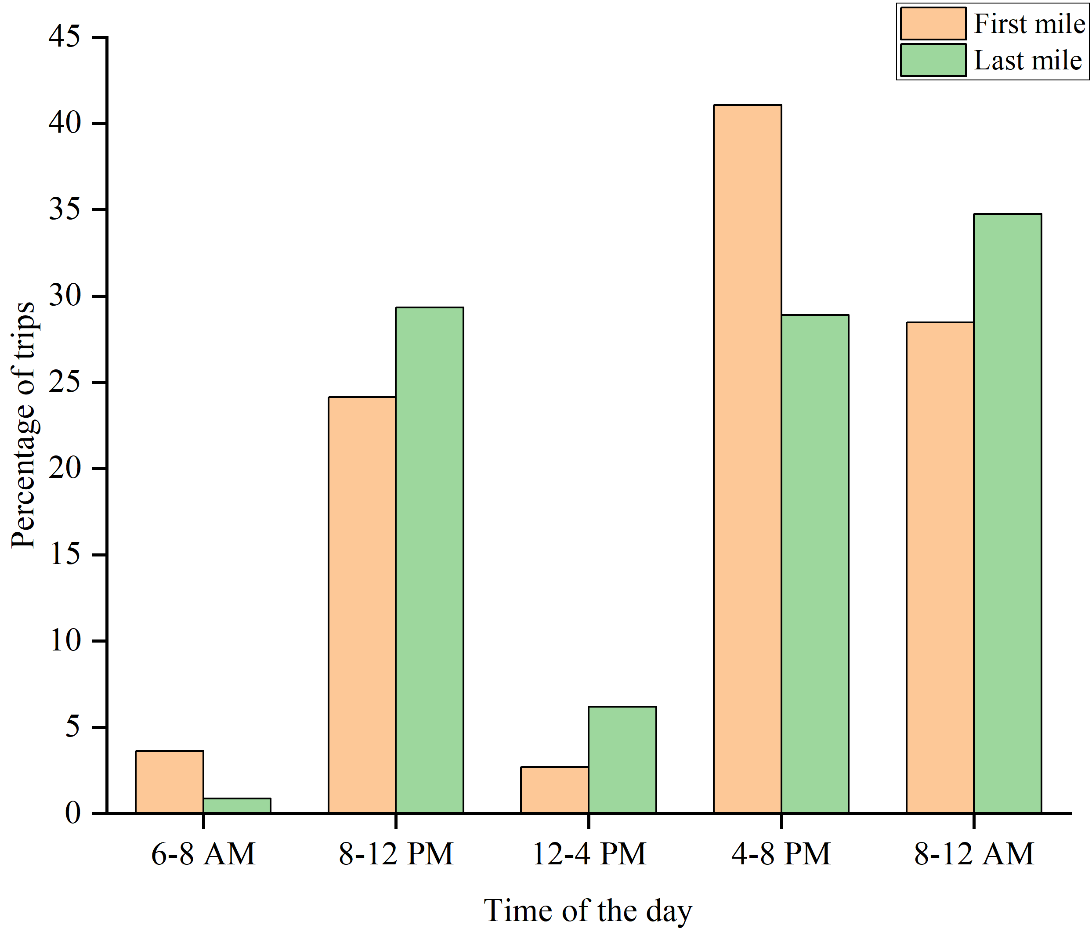 First mile
Last mile
Percentage of trips
45
40
35
30
25
20
15
10
5
0
6-8 AM
8-12 PM
12-4 PM
4-8 PM
8-12 AM
Time of the day